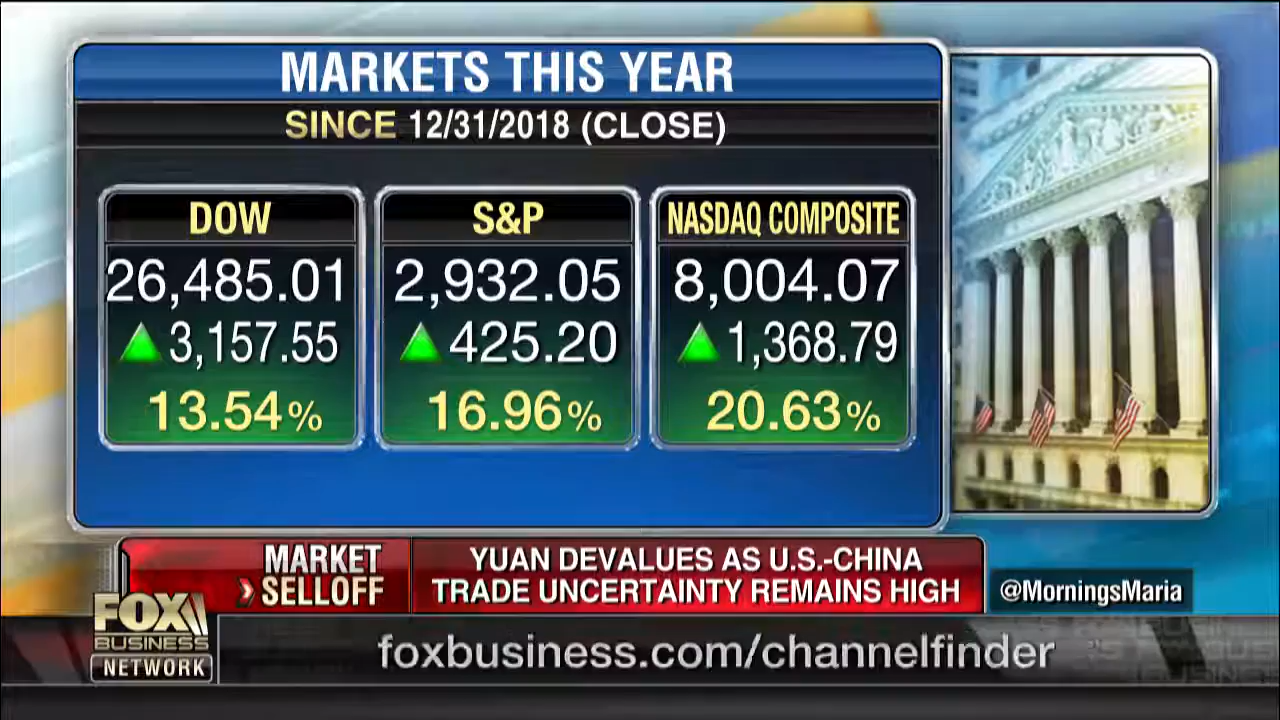 MARKETS THIS YEAR
SINCE 12/31/2018 (CLOSE)
DOW
26,485.01
▲ 3,157.55
13.54%
S&P
2,932.05
▲ 425.20
16.96%
NASDAQ COMPOSITE
8,004.07
▲ 1,368.79
20.63%
MARKET
SELLOFF
YUAN DEVALUES AS U.S.-CHINA
TRADE UNCERTAINTY REMAINS HIGH
@MorningsMaria
FOX
BUSINESS
NETWORK
foxbusiness.com/channelfinder